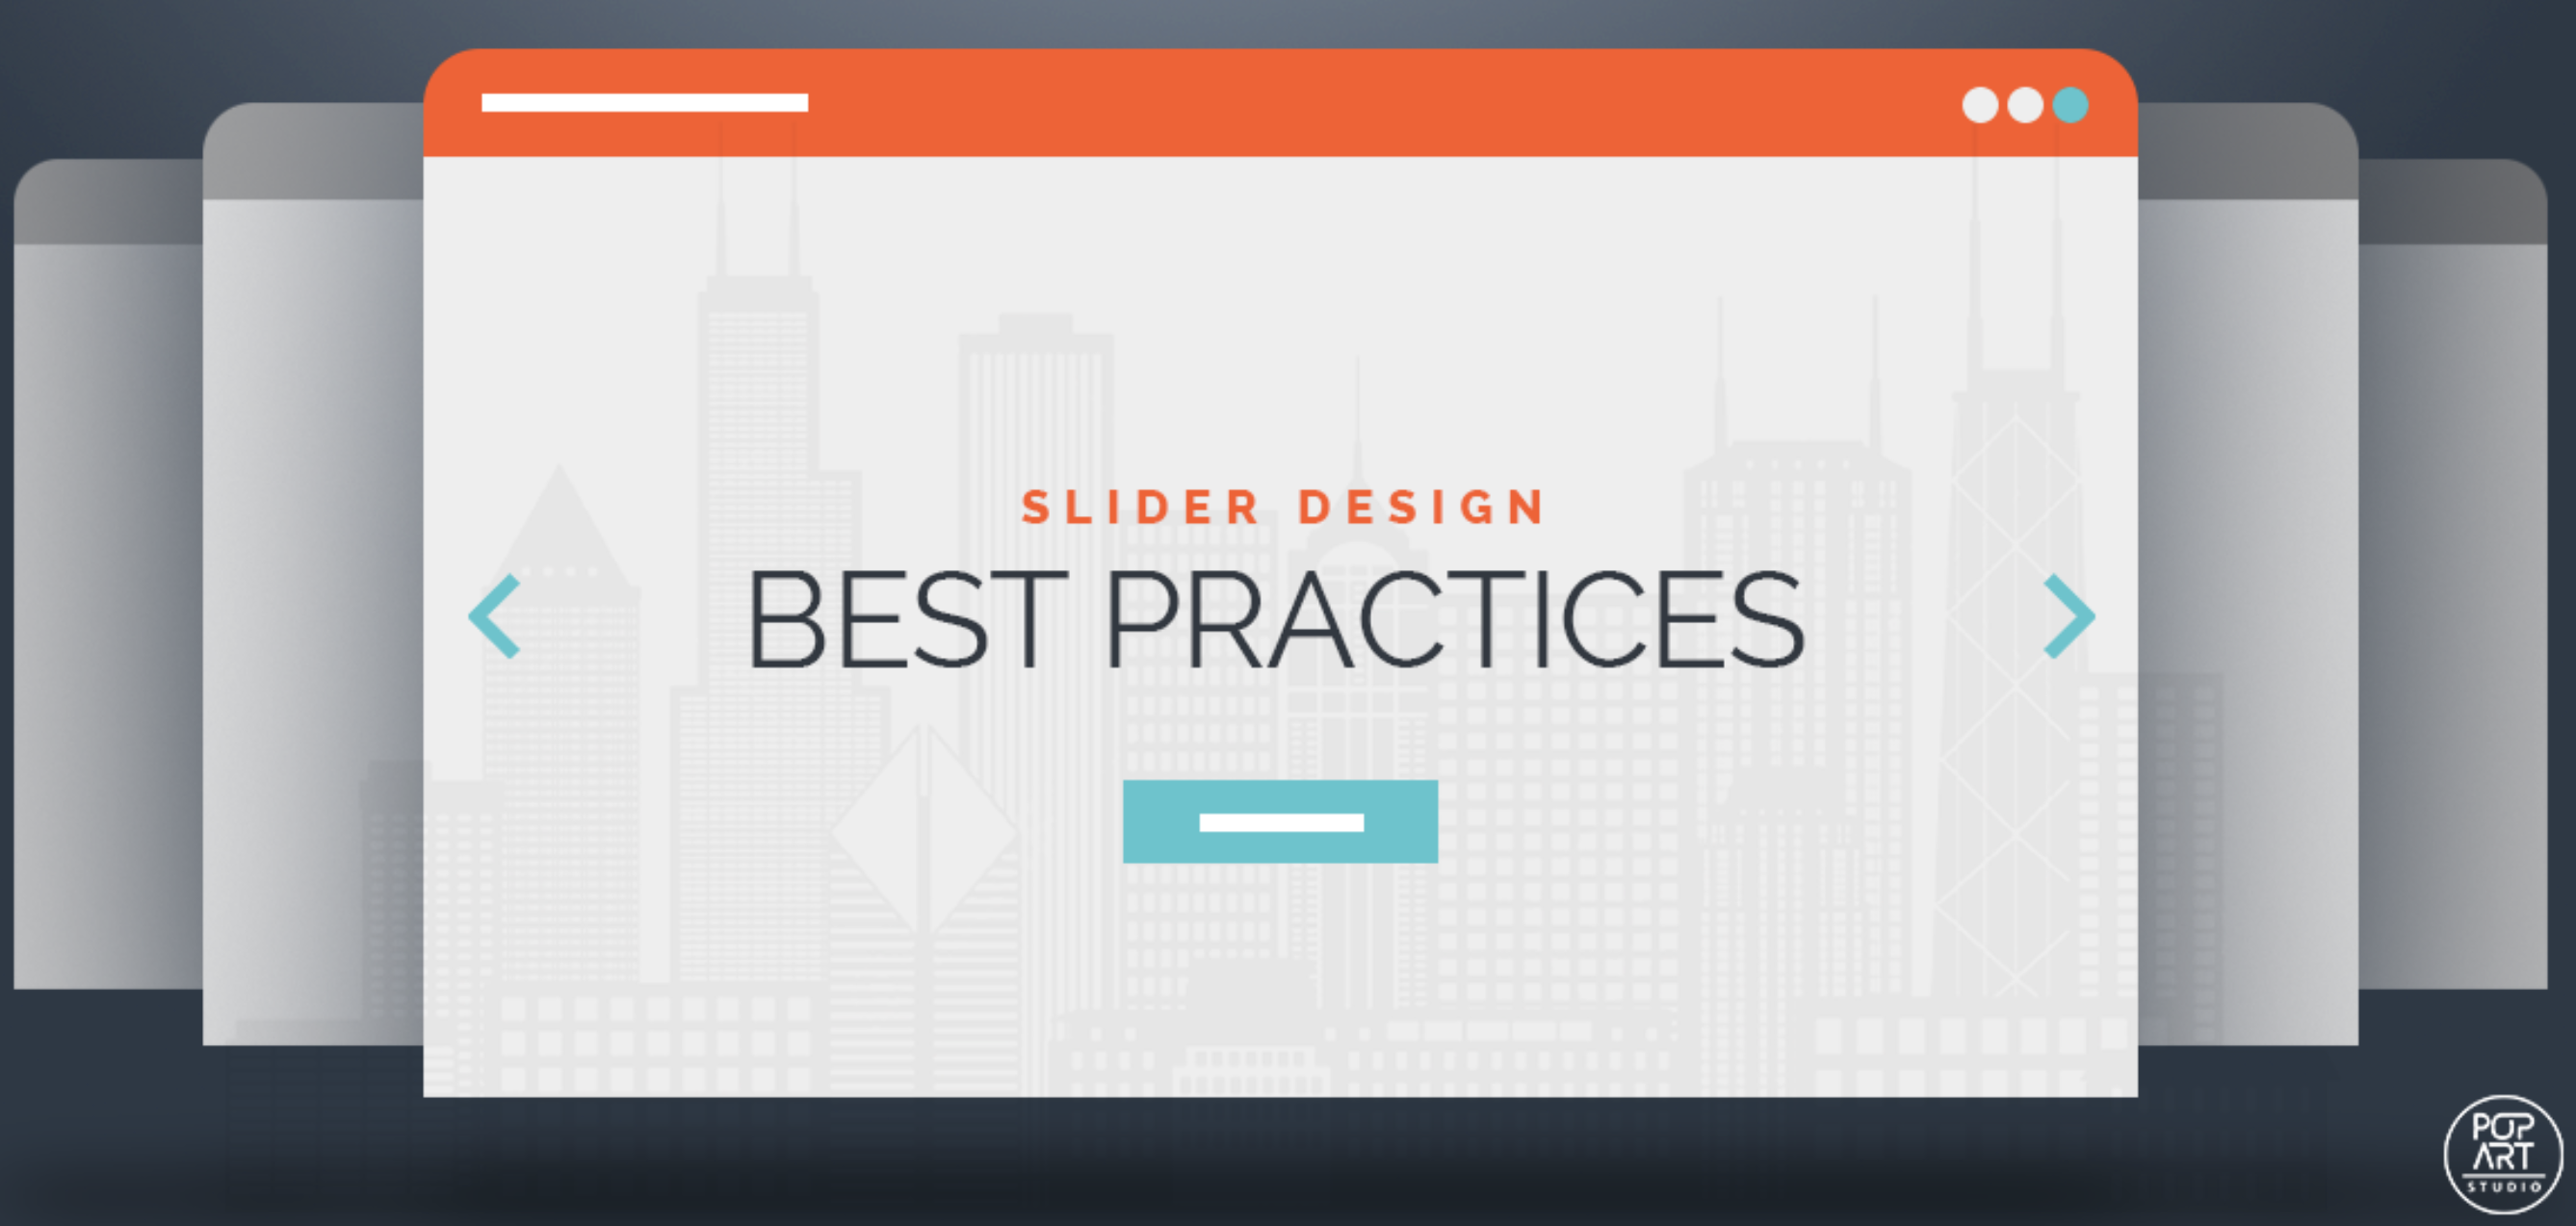 SLIDER DESIGN
BEST PRACTICES
POP
ART
STUDIO